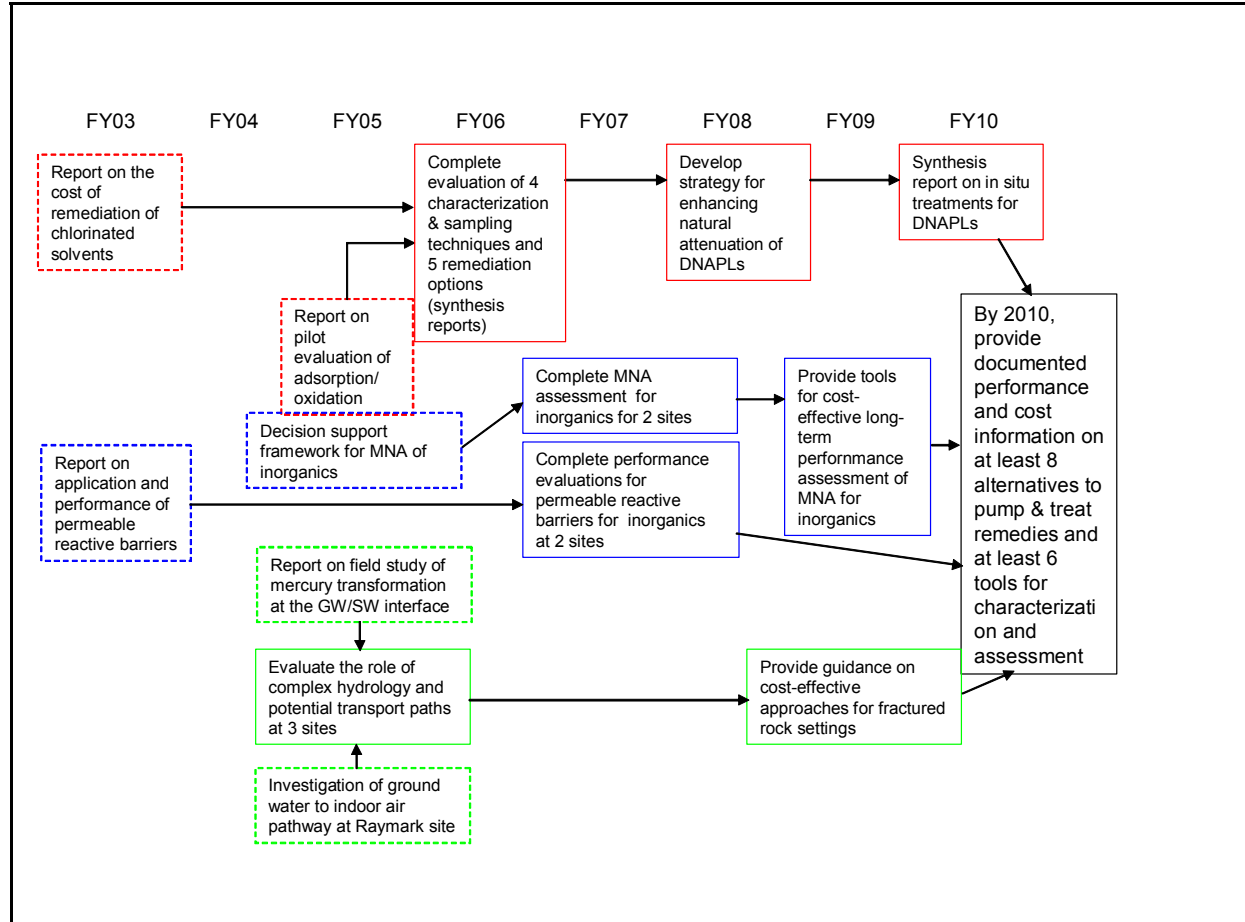 FY03 FY04 FY05 FY06 FY07 FY08 FY09 FY10
Report on the
cost of
remediation of
chlorinated
solvents
Complete
evaluation of 4
characterization
& sampling
techniques and
5 remediation
options
(synthesis
reports)
Develop
strategy for
enhancing
natural
attenuation of
DNAPLs
Synthesis
report on in situ
treatments for
DNAPLs
Report on
pilot
evaluation of
adsorption/
oxidation
By 2010,
provide
documented
performance
and cost
information on
at least 8
alternatives to
pump & treat
remedies and
at least 6
tools for
characterizati
on and
assessment
Decision support
framework for MNA of
inorganics
Complete MNA
assessment for
inorganics for 2 sites
Provide tools
for cost-
effective long-
term
perfornmance
assessment of
MNA for
inorganics
Report on
application and
performance of
permeable
reactive barriers
Complete performance
evaluations for
permeable reactive
barriers for inorganics
at 2 sites
Report on field study of
mercury transformation
at the GW/SW interface
Evaluate the role of
complex hydrology and
potential transport paths
at 3 sites
Provide guidance on
cost-effective
approaches for fractured
rock settings
Investigation of ground
water to indoor air
pathway at Raymark site